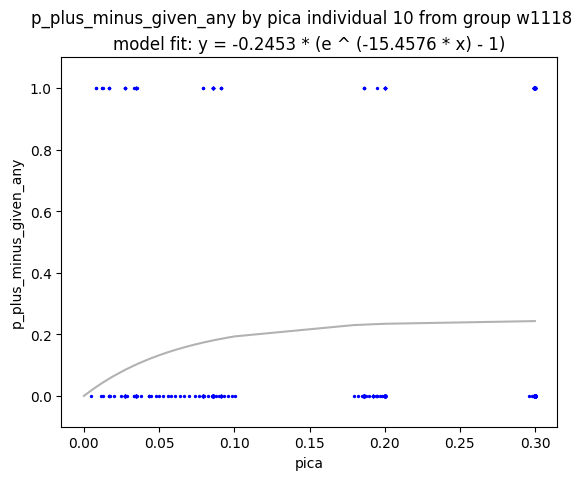 p_plus_minus_given_any by pica individual 10 from group w1118
model fit: y = -0.2453 * (e ^ (-15.4576 * x) - 1)
p_plus_minus_given_any
1.0
0.8
0.6
0.4
0.2
0.0
0.00 0.05 0.10 0.15 0.20 0.25 0.30
pica